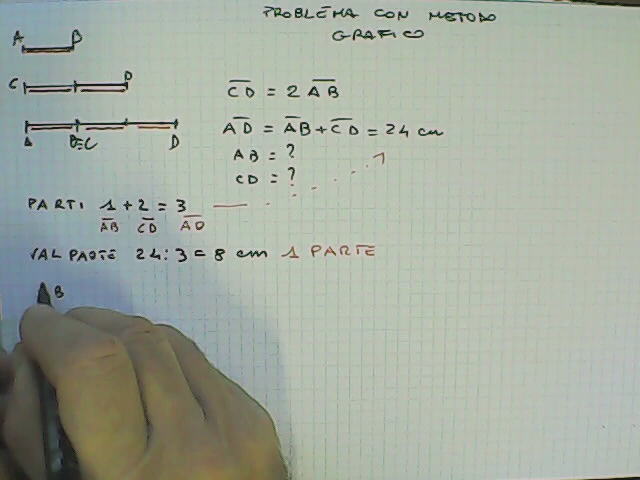 PROBLEMA CON METODO
GRAFICO
A B
C D
A B≡C D
CD = 2 AB
AD = AB + CD = 24 cm
AB = ?
CD = ?
PARTI 1 + 2 = 3
AB CD AD
VAL PARTE 24 : 3 = 8 cm 1 PARTE
B